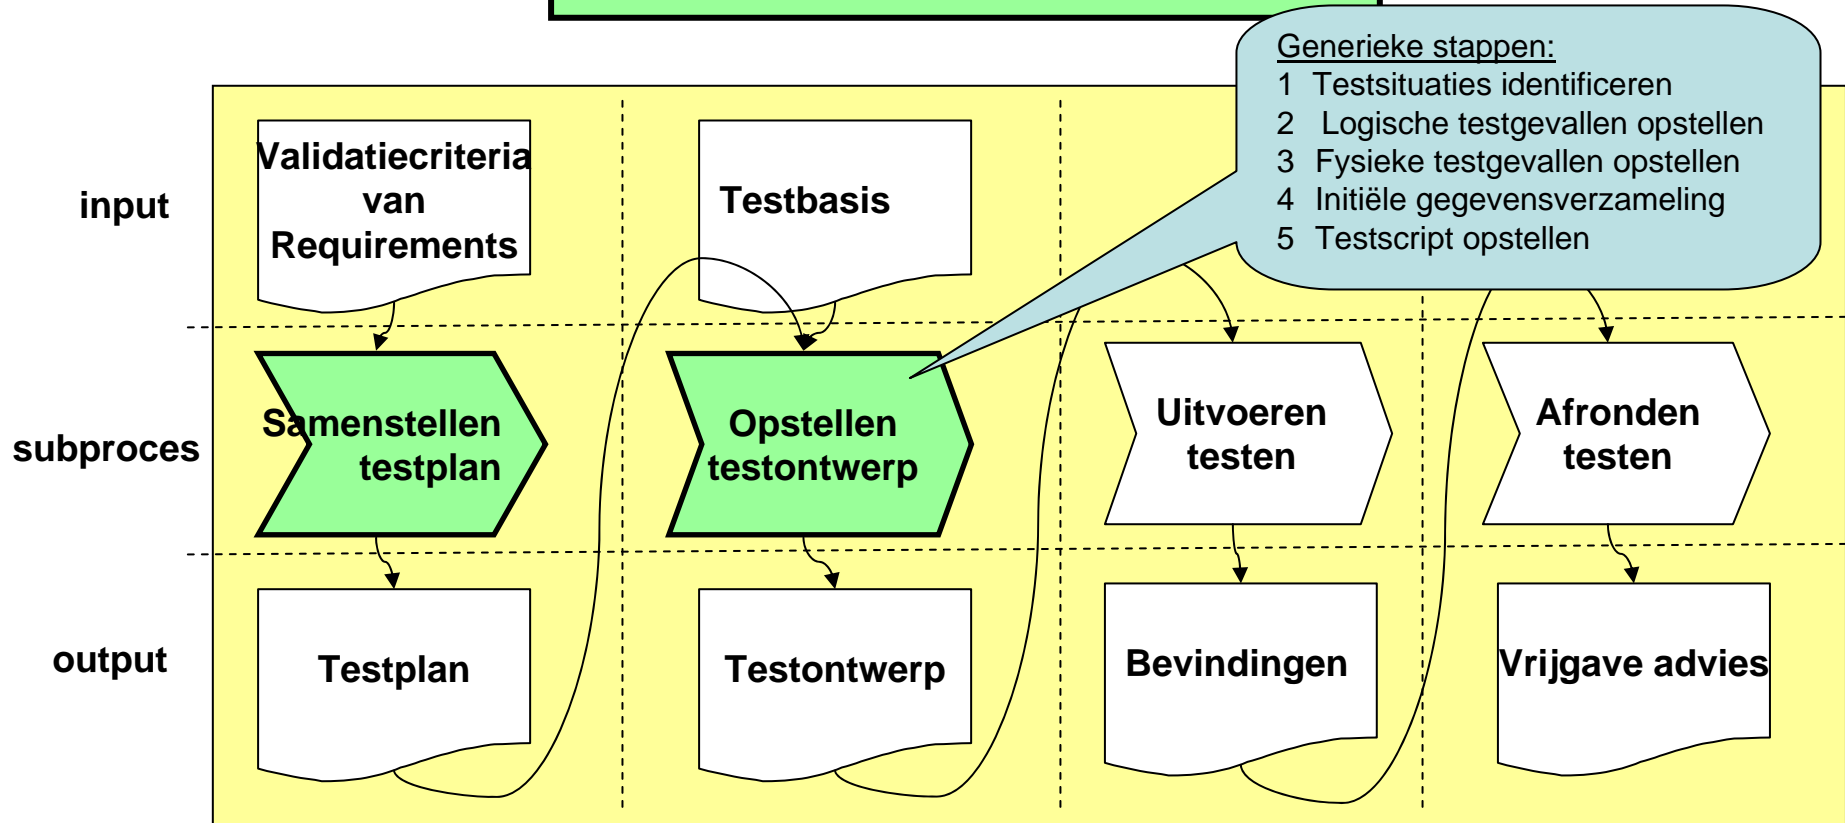 Generieke stappen:
1 Testsituaties identificeren
2 Logische testgevallen opstellen
3 Fysieke testgevallen opstellen
4 Initiële gegevensverzameling
5 Testscript opstellen
input
Validatiecriteria
van
Requirements
Testbasis
subproces
Samenstellen
testplan
Opstellen
testontwerp
Uitvoeren
testen
Afronden
testen
output
Testplan
Testontwerp
Bevindingen
Vrijgave advies